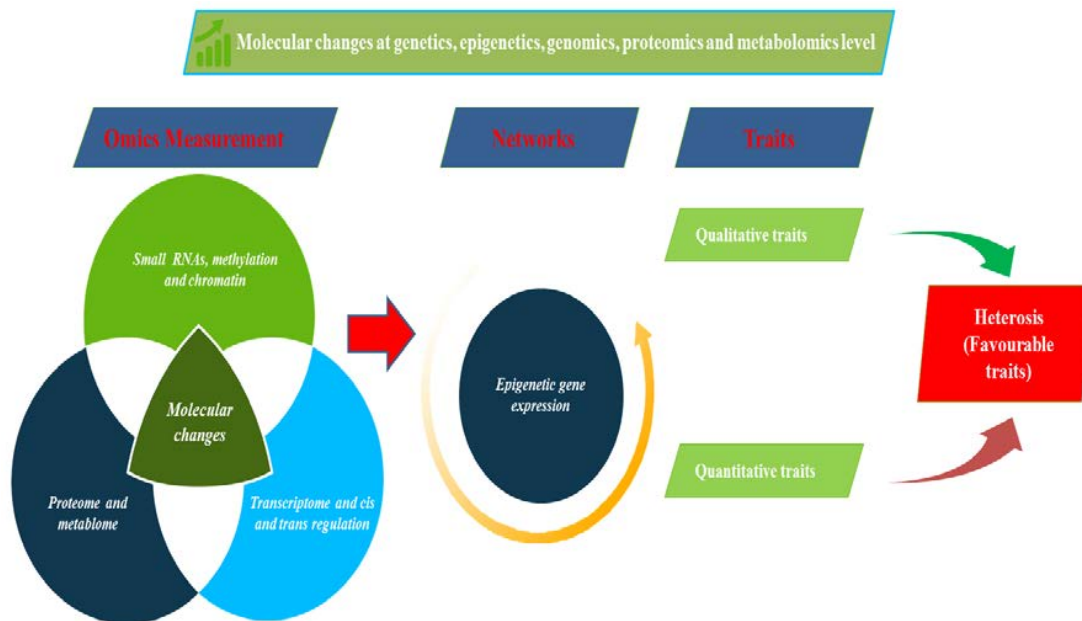 Molecular changes at genetics, epigenetics, genomics, proteomics and metabolomics level
Omics Measurement
Networks
Traits
Small RNAs, methylation
and chromatin
Molecular
changes
Proteome and
metablome
Transcriptome and cis
and trans regulation
Epigenetic gene
expression
Qualitative traits
Quantitative traits
Heterosis
(Favourable
traits)